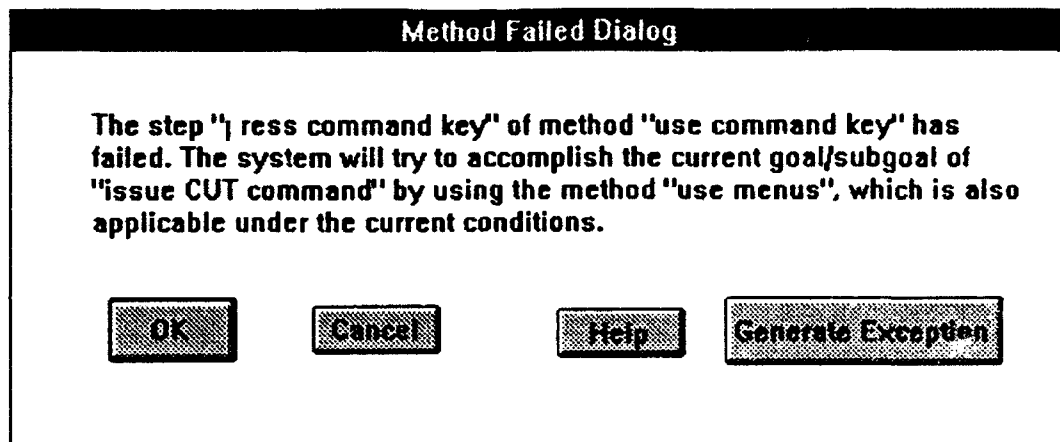 Method Failed Dialog
The step "press command key" of method "use command key" has
failed. The system will try to accomplish the current goal/subgoal of
"issue CUT command" by using the method "use menus", which is also
applicable under the current conditions.
OK Cancel Help Generate Exception